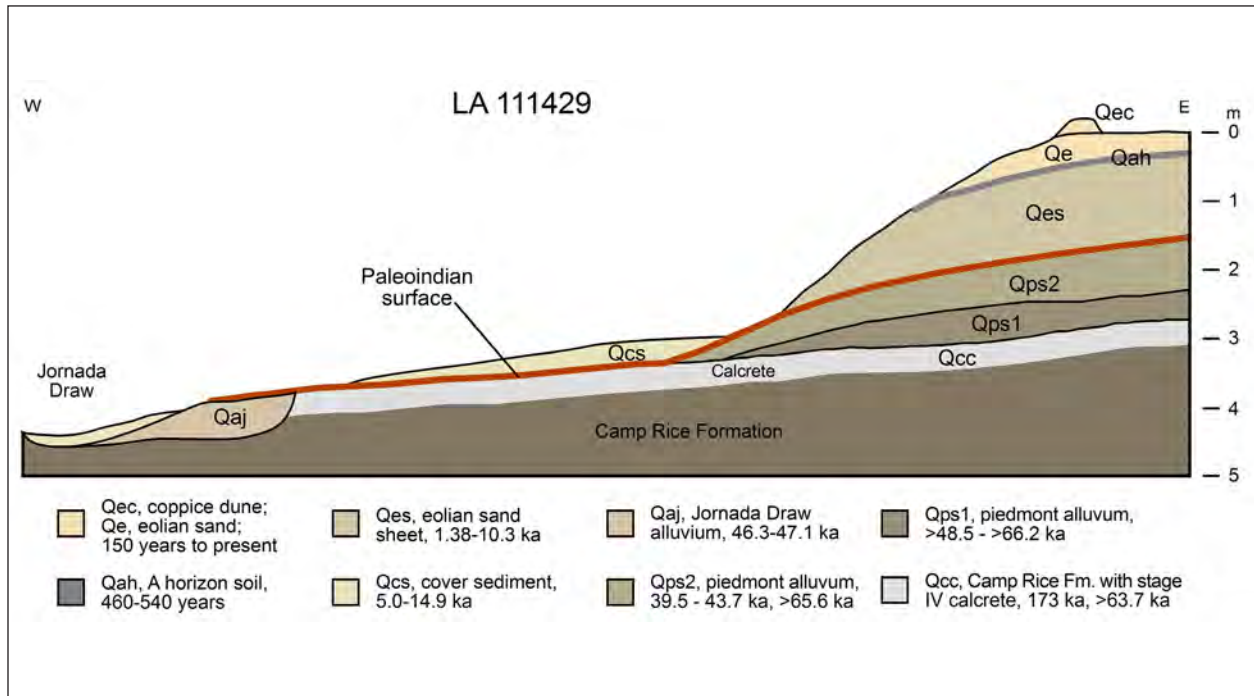 LA 111429
W
E
m
Qec
0
Qe
Qah
1
Qes
2
Paleoindian
surface
Qps2
Qps1
3
Qcs
Qcc
Calcrete
Jornada
Draw
4
Qaj
Camp Rice Formation
5
Qec, coppice dune;
Qe, eolian sand;
150 years to present
Qes, eolian sand
sheet, 1.38-10.3 ka
Qaj, Jornada Draw
alluvium, 46.3-47.1 ka
Qps1, piedmont alluvum,
>48.5 - >66.2 ka
Qah, A horizon soil,
460-540 years
Qcs, cover sediment,
5.0-14.9 ka
Qps2, piedmont alluvum,
39.5 - 43.7 ka, >65.6 ka
Qcc, Camp Rice Fm. with stage
IV calcrete, 173 ka, >63.7 ka